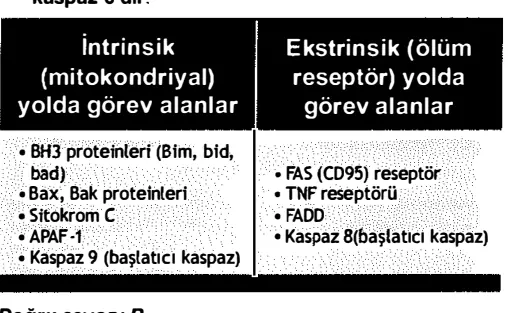 kaspaz 8'dir.
İntrinsik
(mitokondriyal)
yolda görev alanlar
Ekstrinsik (ölüm
reseptör) yolda
görev alanlar
• BH3 proteinleri (Bim, bid,
bad)
• Bax, Bak proteinleri
• Sitokrom C
• APAF-1
• Kaspaz 9 (başlatıcı kaspaz)
• FAS (CD95) reseptör
• TNF reseptörü
• FADD
• Kaspaz 8(başlatıcı kaspaz)